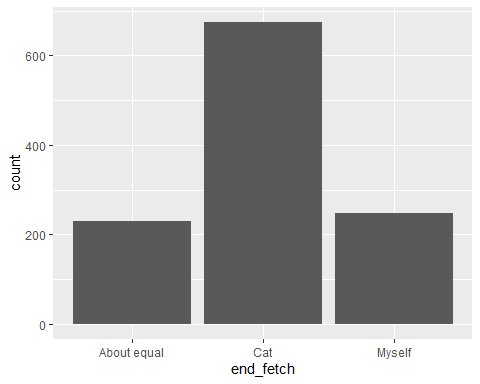 600
400
200
0
count
About equal
Cat
Myself
end_fetch